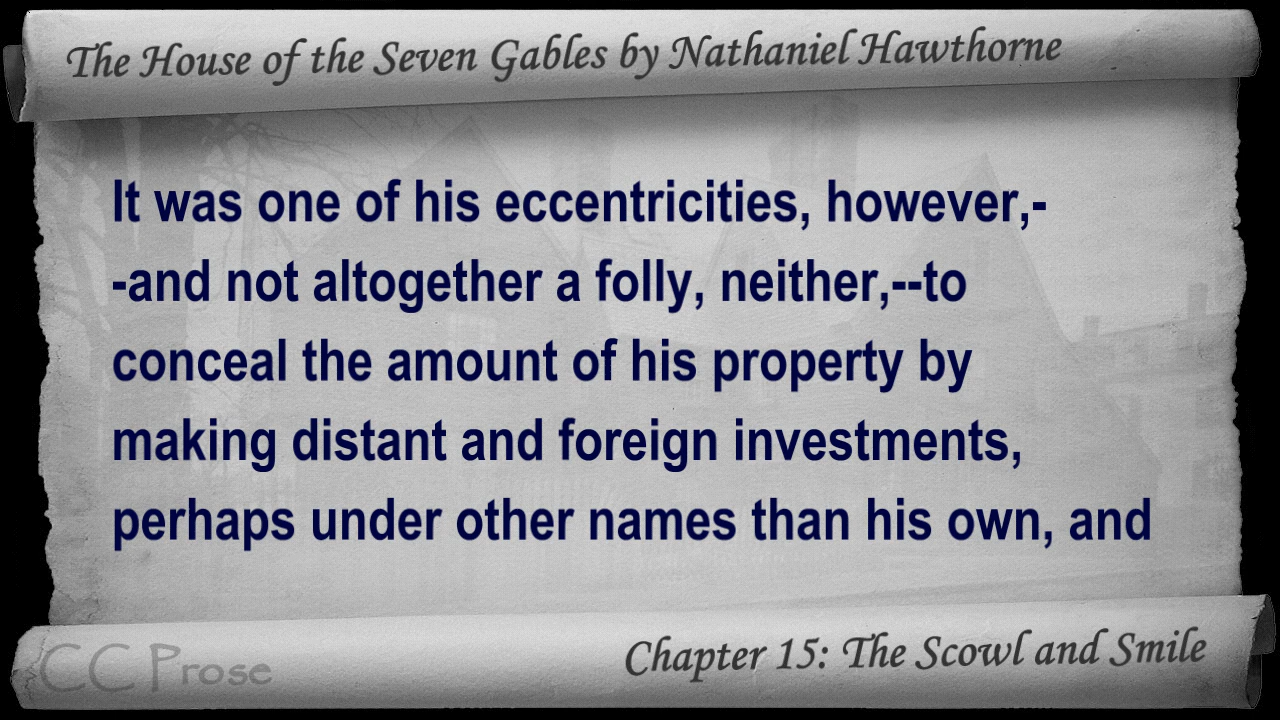 The House of the Seven Gables by Nathaniel Hawthorne
It was one of his eccentricities, however,-
-and not altogether a folly, neither,--to
conceal the amount of his property by
making distant and foreign investments,
perhaps under other names than his own, and
CC Prose
Chapter 15: The Scowl and Smile